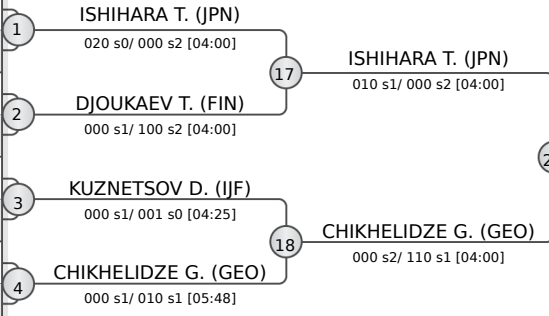 ISHIHARA T. (JPN)
1
020 s0/ 000 s2 [04:00]
ISHIHARA T. (JPN)
17
010 s1/ 000 s2 [04:00]
DJOUKAEV T. (FIN)
2
000 s1/ 100 s2 [04:00]
KUZNETSOV D. (IJF)
3
000 s1/ 001 s0 [04:25]
CHIKHELIDZE G. (GEO)
18
000 s2/ 110 s1 [04:00]
CHIKHELIDZE G. (GEO)
4
000 s1/ 010 s1 [05:48]